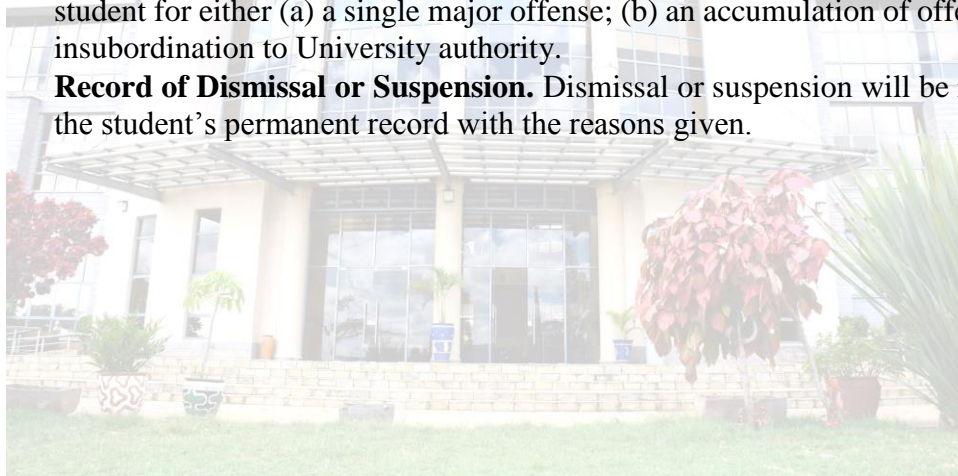 student for either (a) a single major offense; (b) an accumulation of
insubordination to University authority.
Record of Dismissal or Suspension. Dismissal or suspension will be
the student’s permanent record with the reasons given.